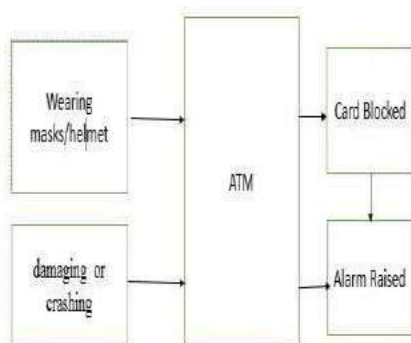 Wearing
masks/helmet
ATM
Card Blocked
damaging or
crashing
Alarm Raised